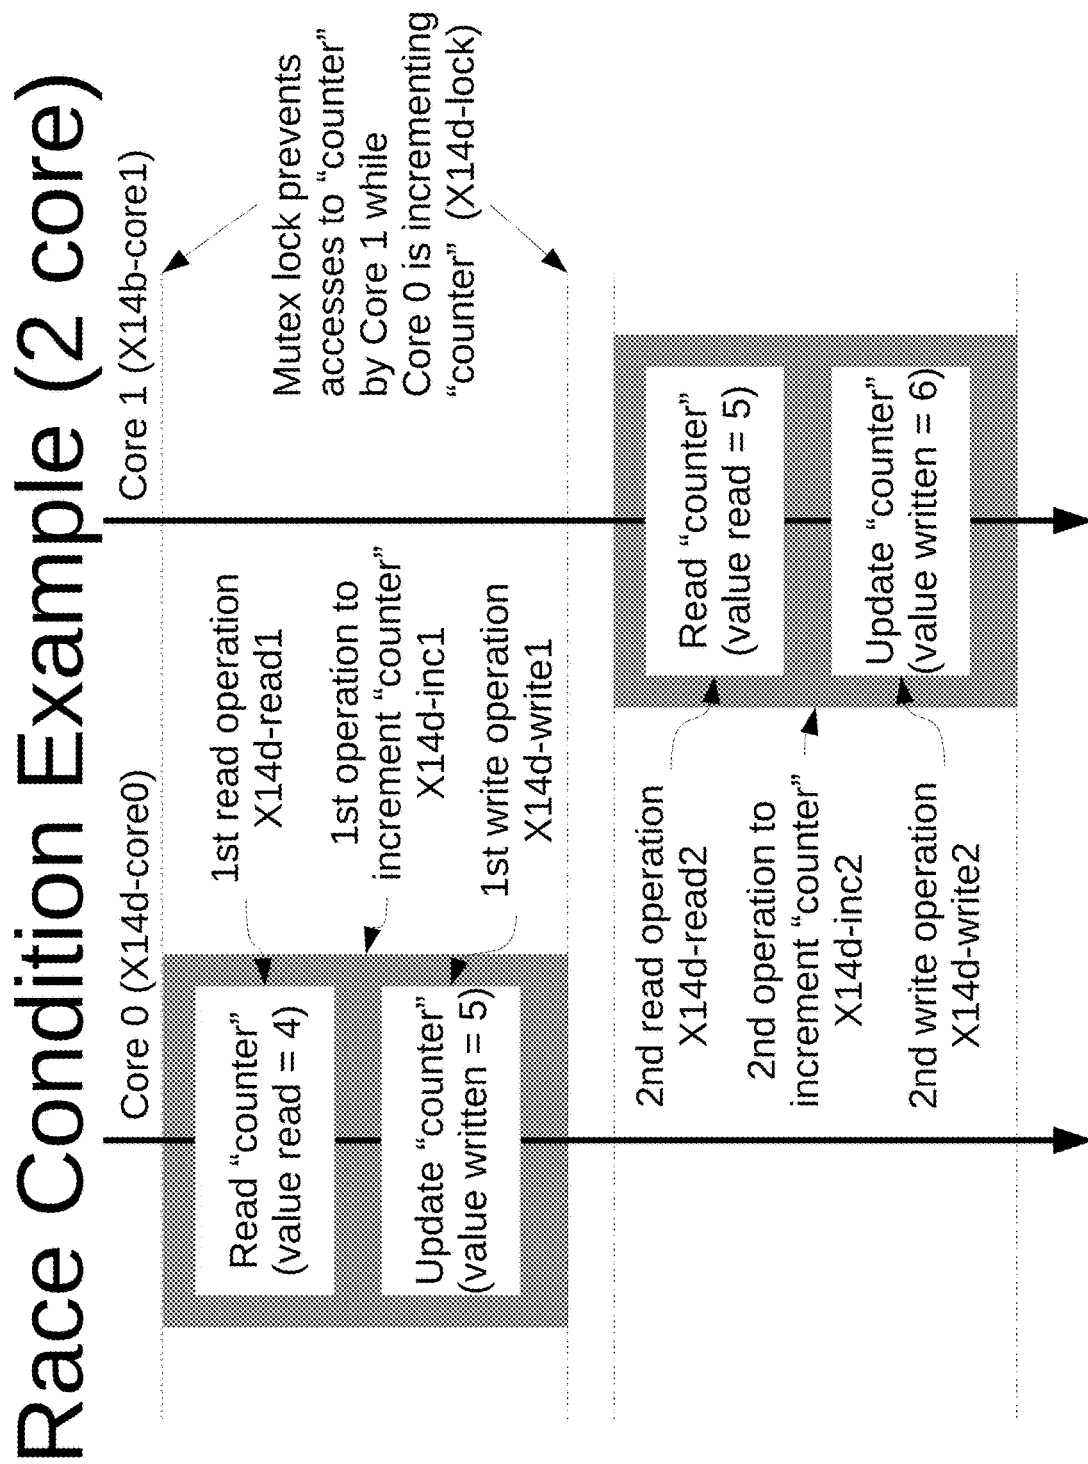 Race Condition Example (2 core)
Core 0 (X14d-core0)
Core 1 (X14b-core1)
Read “counter”
(value read = 4)
Update “counter”
(value written = 5)
1st read operation
X14d-read1
1st operation to
increment “counter”
X14d-inc1
1st write operation
X14d-write1
Mutex lock prevents
accesses to “counter”
by Core 1 while
Core 0 is incrementing
“counter” (X14d-lock)
2nd read operation
X14d-read2
2nd operation to
increment “counter”
X14d-inc2
2nd write operation
X14d-write2
Read “counter”
(value read = 5)
Update “counter”
(value written = 6)